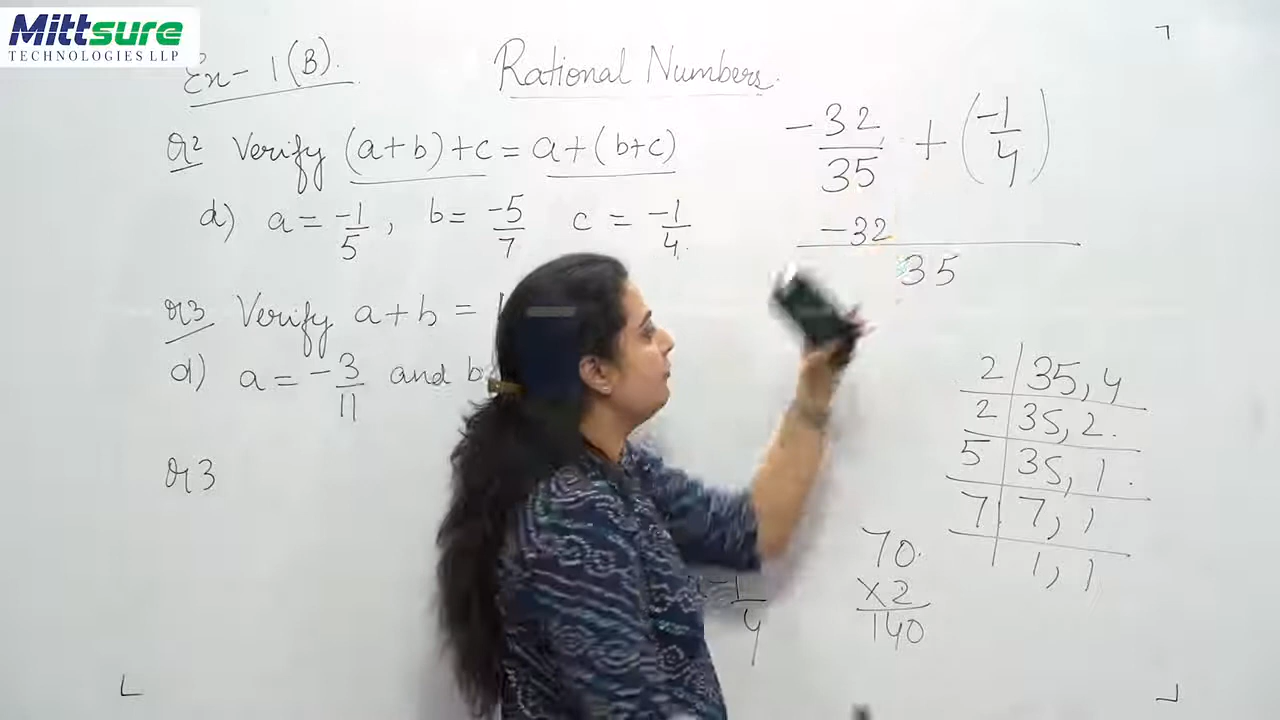 Mittsure
TECHNOLOGIES LLP
Ex-1(B).
Rational Numbers.
Q2 Verify (a+b)+c = a+(b+c)
d) a = -1/5, b = -5/7 c = -1/4.
Q3 Verify a+b =
d) a = -3/11 and b
Q3
-32/35 + (-1/4)
-32
35
2 | 35, 4
2 | 35, 2.
5 | 35, 1.
7 | 7, 1
1, 1
70.
×2
140
-1/4